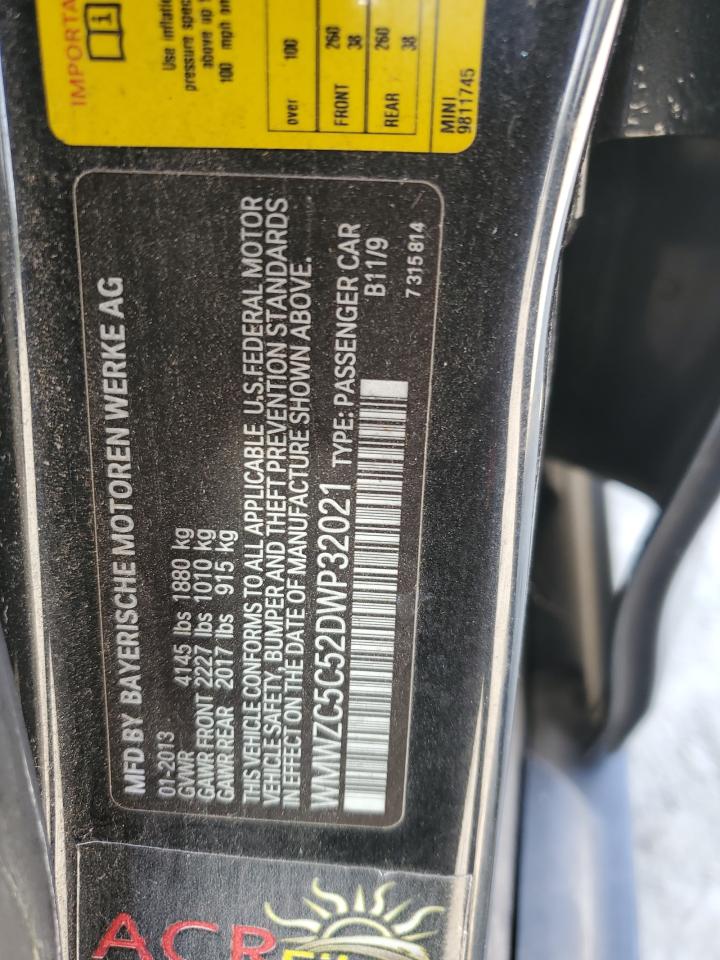 IMPORTA
Use inflatio
pressure spec
above up to
100 mph or
over 100
FRONT 260 38
REAR 260 38
MINI
9811745
MFD BY BAYERISCHE MOTOREN WERKE AG
01-2013
GVWR 4145 lbs 1880 kg
GAWR FRONT 2227 lbs 1010 kg
GAWR REAR 2017 lbs 915 kg
THIS VEHICLE CONFORMS TO ALL APPLICABLE U.S. FEDERAL MOTOR
VEHICLE SAFETY, BUMPER AND THEFT PREVENTION STANDARDS
IN EFFECT ON THE DATE OF MANUFACTURE SHOWN ABOVE.
WMWZC5C52DWP32021 TYPE: PASSENGER CAR
B11/9
7 315 814
ACR